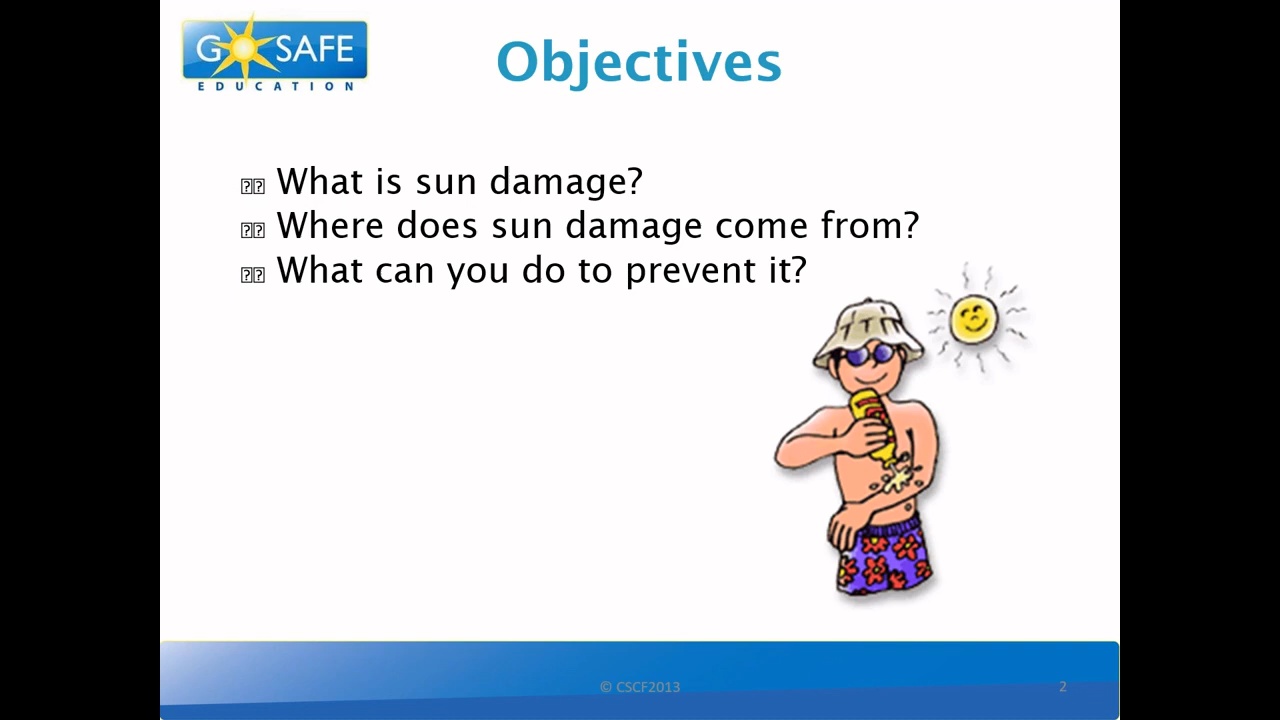 GO SAFE
EDUCATION
Objectives
What is sun damage?
Where does sun damage come from?
What can you do to prevent it?
© CSCF2013
2